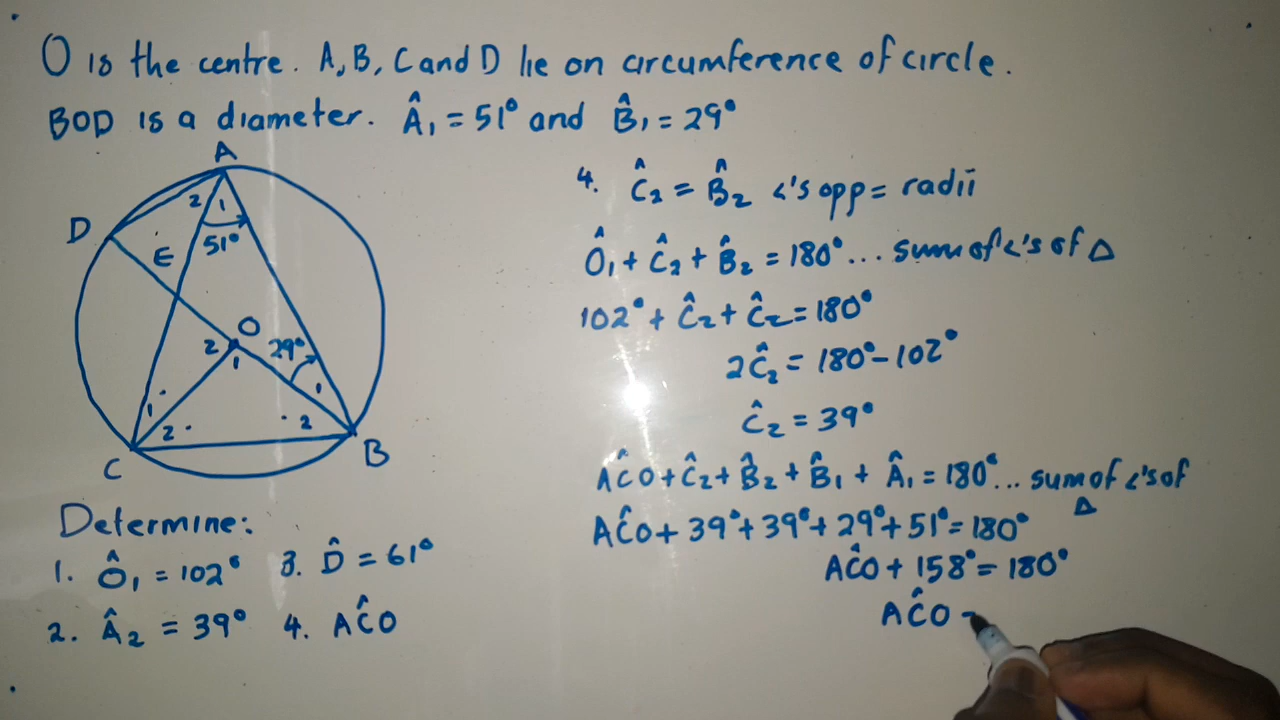 O is the centre. A, B, C and D lie on circumference of circle.
BOD is a diameter. Â₁ = 51° and B̂₁ = 29°
A
2 1
D
E
51°
O
2
29°
1
1
1
2
2
C
B
Determine:
1. Ô₁ = 102°
3. D̂ = 61°
2. Â₂ = 39°
4. AĈO
4. Ĉ₂ = B̂₂ <'s opp = radii
Ô₁ + Ĉ₂ + B̂₂ = 180° ... sum of <'s of Δ
102° + Ĉ₂ + Ĉ₂ = 180°
2Ĉ₂ = 180° - 102°
Ĉ₂ = 39°
AĈO + Ĉ₂ + B̂₂ + B̂₁ + Â₁ = 180° ... sum of <'s of
Δ
AĈO + 39° + 39° + 29° + 51° = 180°
AĈO + 158° = 180°
AĈO =